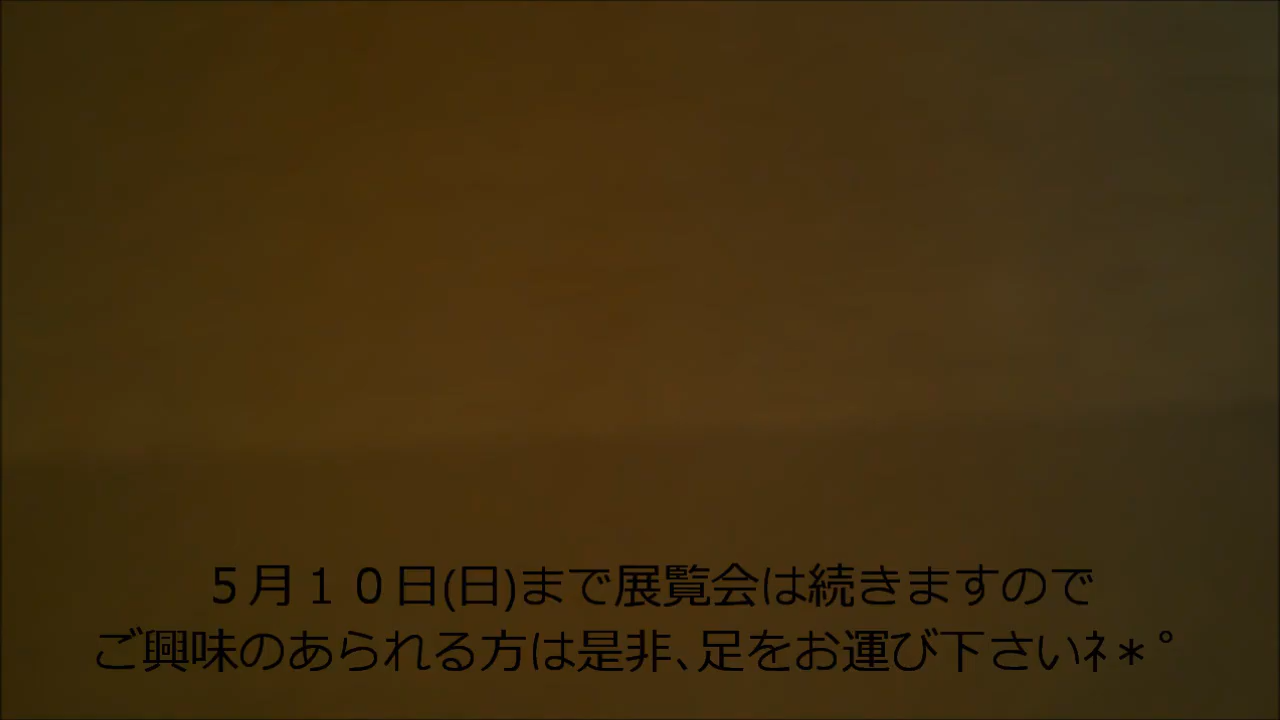 ５月１０日(日)まで展覧会は続きますので
ご興味のあられる方は是非､足をお運び下さいﾈ＊ﾟ